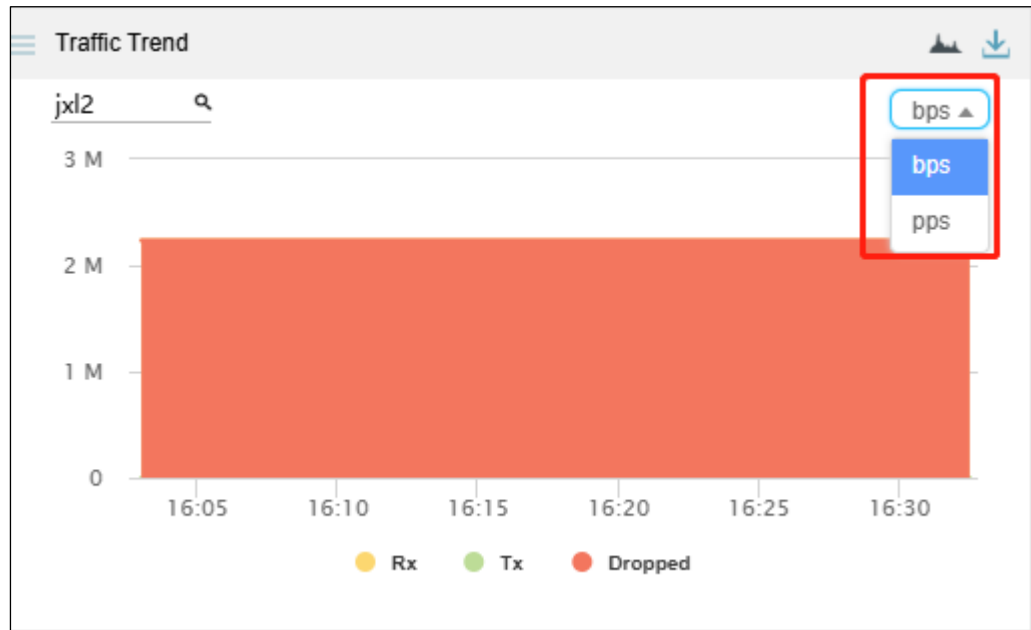 Traffic Trend
jxl2
bps
bps
pps
3 M
2 M
1 M
0
16:05 16:10 16:15 16:20 16:25 16:30
Rx Tx Dropped